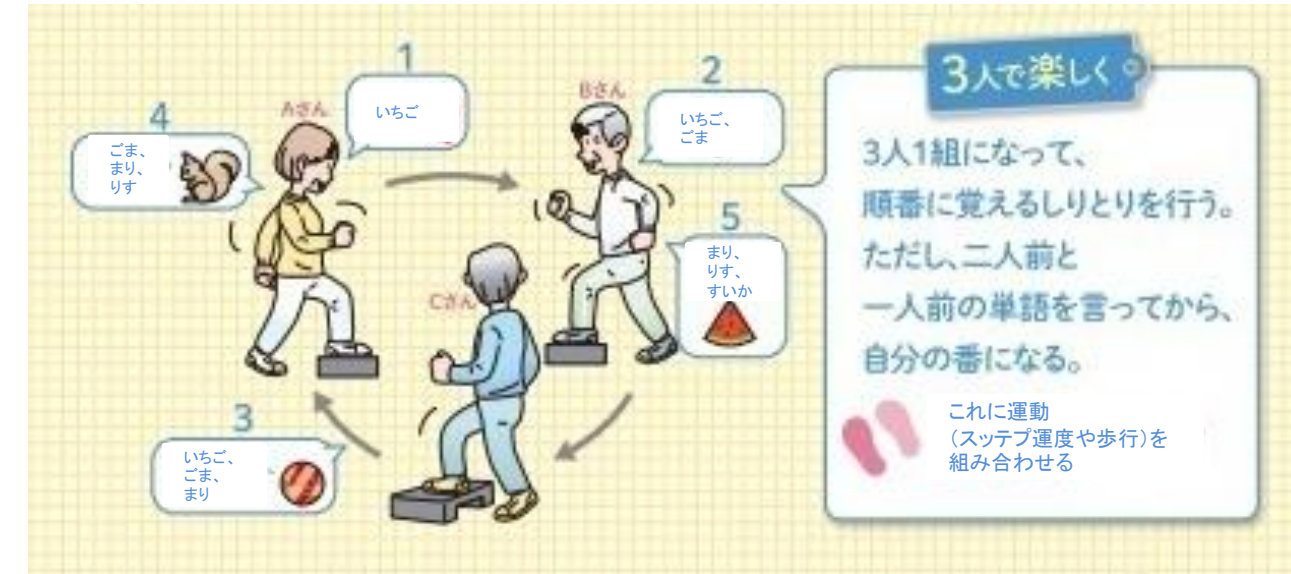 1
Aさん
いちご
2
Bさん
いちご、
ごま
3
Cさん
いちご、
ごま、
まり
4
ごま、
まり、
りす
5
まり、
りす、
すいか
3人で楽しく
3人1組になって、
順番に覚えるしりとりを行う。
ただし、二人前と
一人前の単語を言ってから、
自分の番になる。
これに運動
(スッテプ運度や歩行)を
組み合わせる